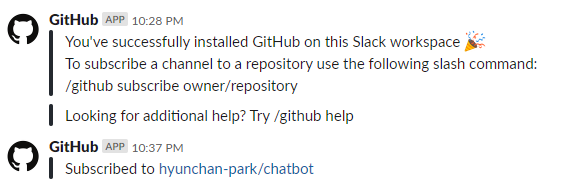 GitHub APP 10:28 PM
You've successfully installed GitHub on this Slack workspace 🎉
To subscribe a channel to a repository use the following slash command:
/github subscribe owner/repository
Looking for additional help? Try /github help
GitHub APP 10:37 PM
Subscribed to hyunchan-park/chatbot